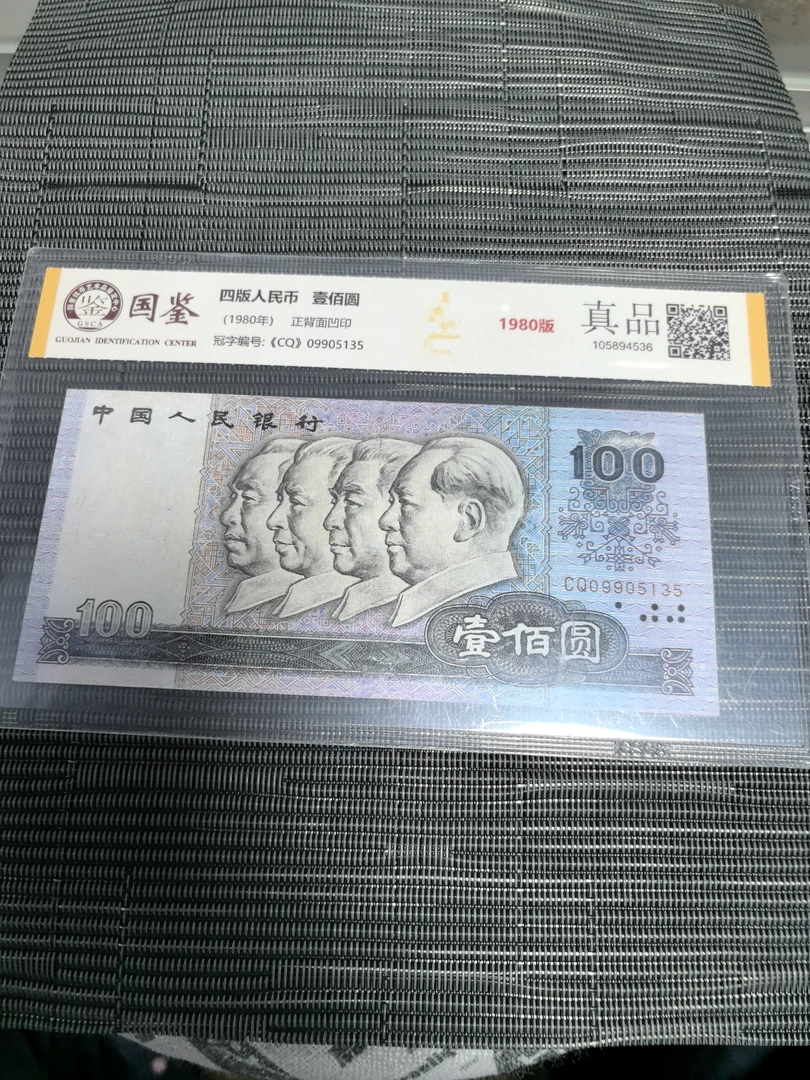 国鉴
GSCA
GUOJIAN IDENTIFICATION CENTER
四版人民币 壹佰圆
(1980年) 正背面凹印
冠字编号:《CQ》09905135
1980版
真品
105894536
中国人民银行
100
CQ09905135
100
壹佰圆